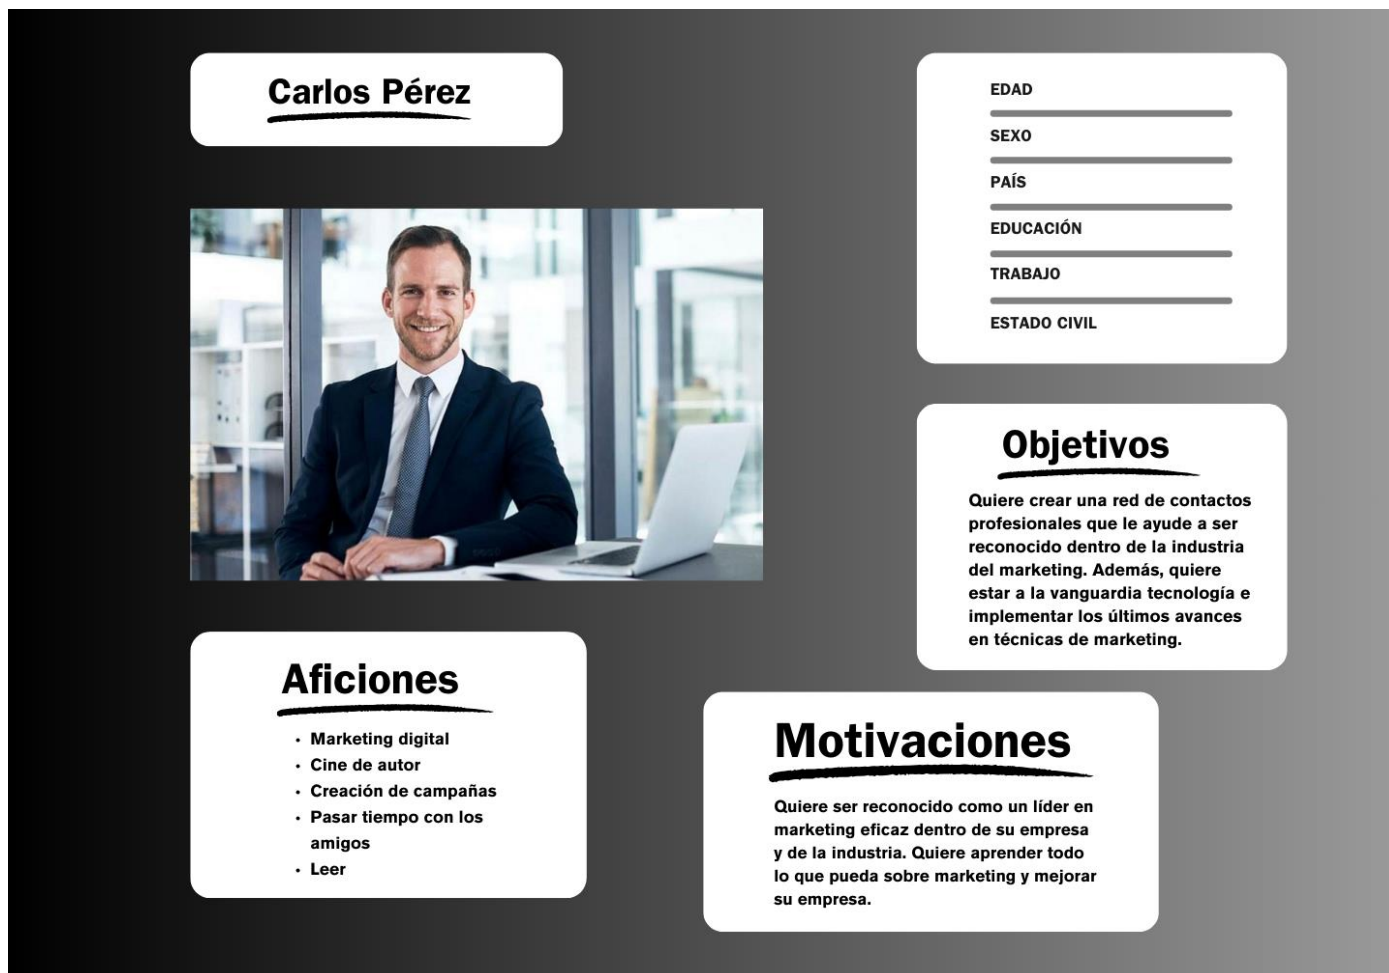 Carlos Pérez
EDAD
SEXO
PAÍS
EDUCACIÓN
TRABAJO
ESTADO CIVIL
Objetivos
Quiere crear una red de contactos
profesionales que le ayude a ser
reconocido dentro de la industria
del marketing. Además, quiere
estar a la vanguardia tecnología e
implementar los últimos avances
en técnicas de marketing.
Aficiones
• Marketing digital
• Cine de autor
• Creación de campañas
• Pasar tiempo con los
amigos
• Leer
Motivaciones
Quiere ser reconocido como un líder en
marketing eficaz dentro de su empresa
y de la industria. Quiere aprender todo
lo que pueda sobre marketing y mejorar
su empresa.